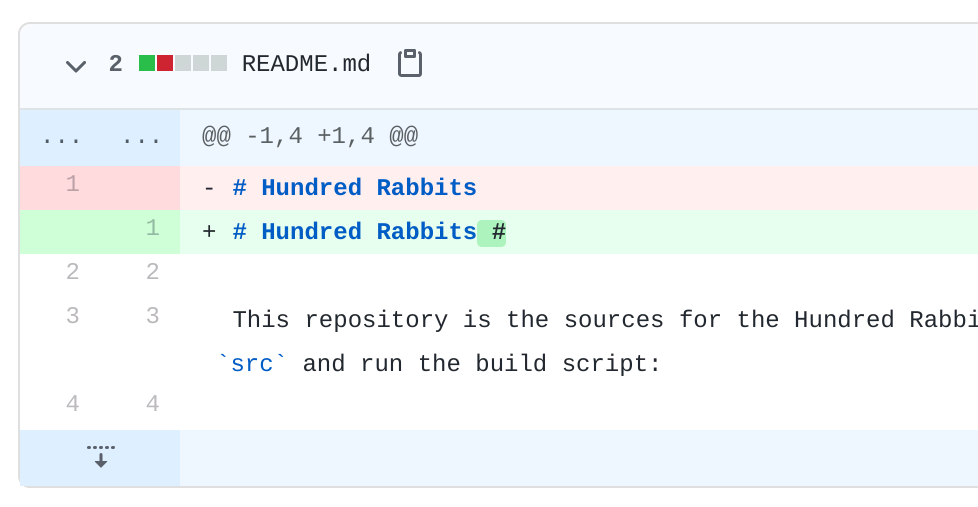 2 README.md
... ... @@ -1,4 +1,4 @@
1 - # Hundred Rabbits
1 + # Hundred Rabbits #
2 2
3 3 This repository is the sources for the Hundred Rabbi
`src` and run the build script:
4 4